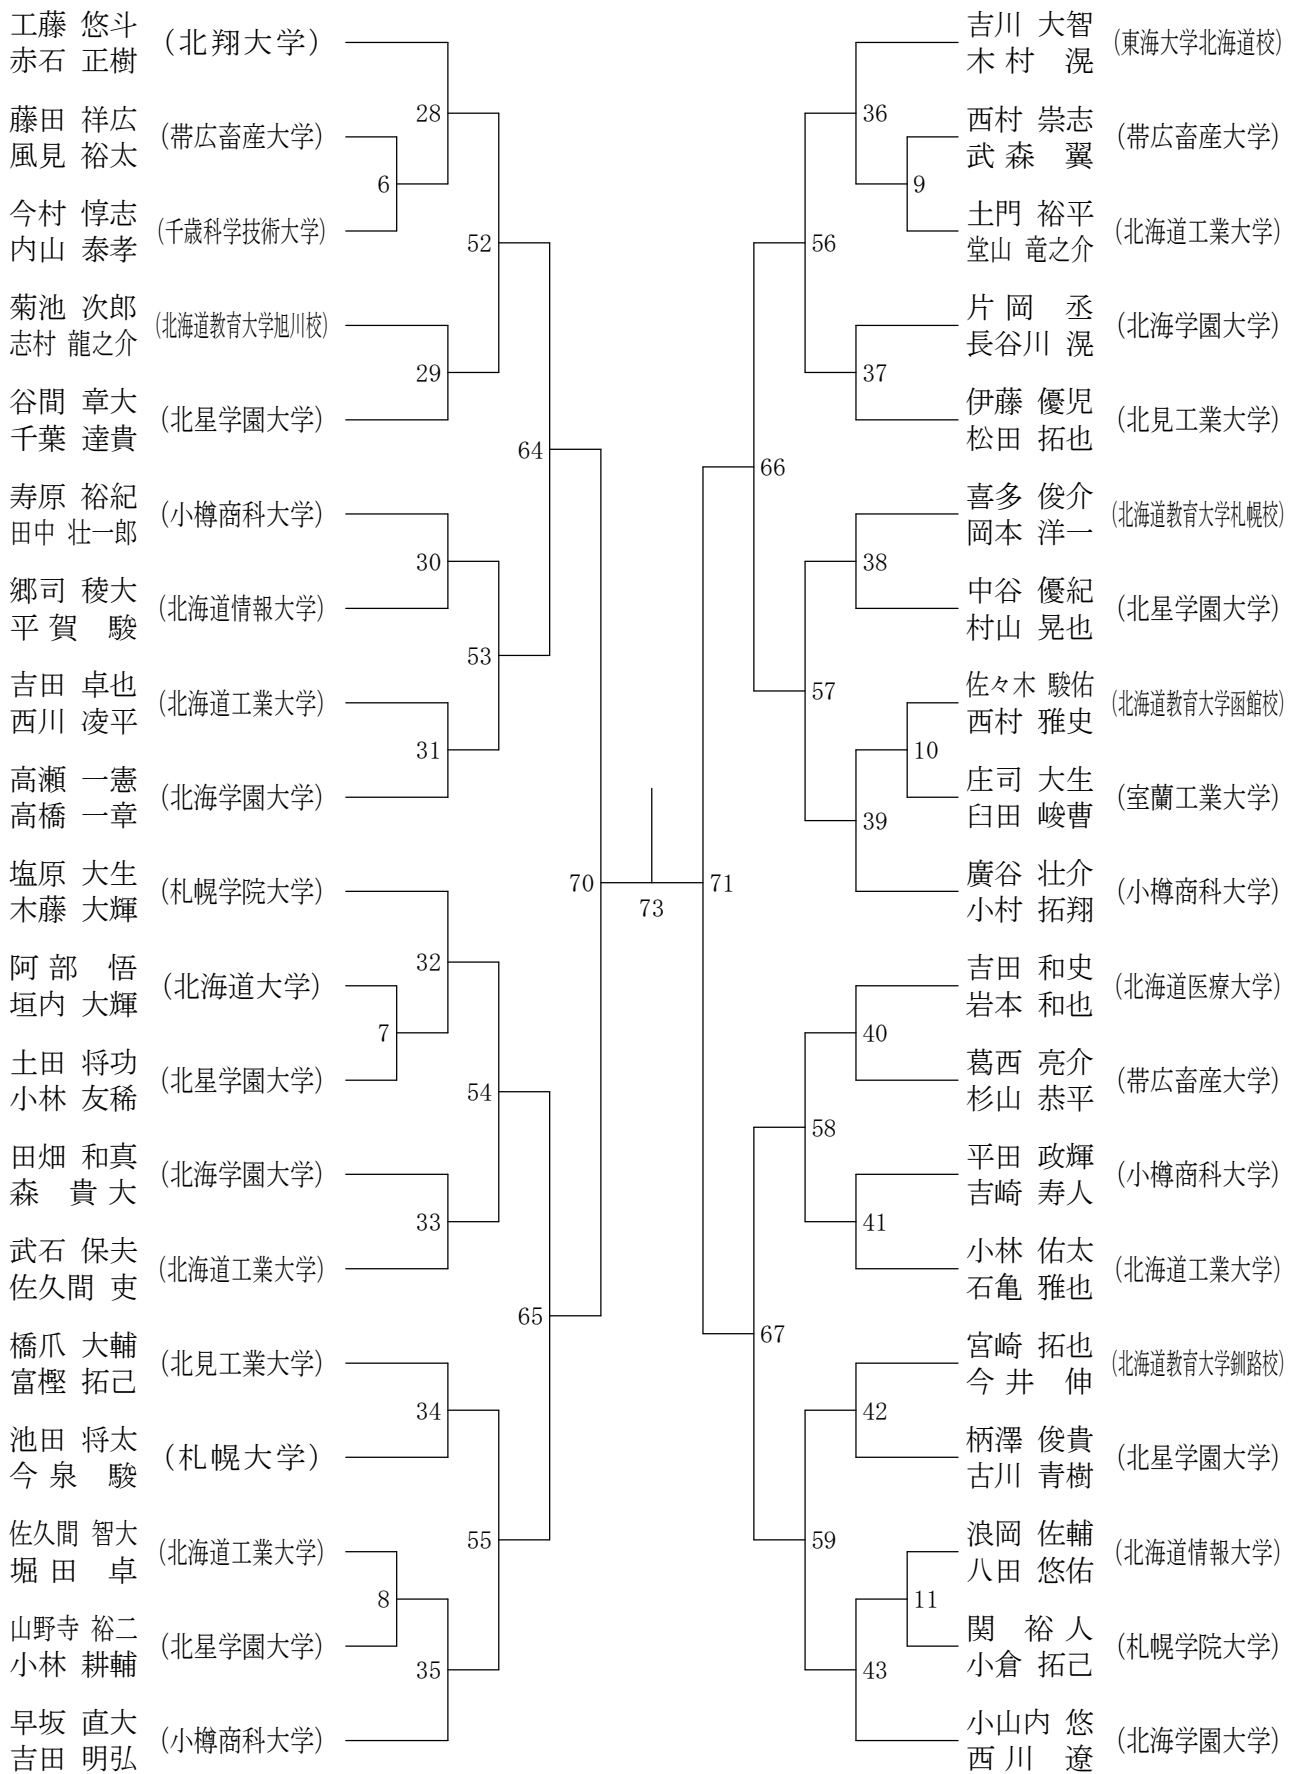 工藤 悠斗
赤石 正樹
(北翔大学)
藤田 祥広
風見 裕太
(帯広畜産大学)
今村 惇志
内山 泰孝
(千歳科学技術大学)
菊池 次郎
志村 龍之介
(北海道教育大学旭川校)
谷間 章大
千葉 達貴
(北星学園大学)
寿原 裕紀
田中 壮一郎
(小樽商科大学)
郷司 稜大
平賀 駿
(北海道情報大学)
吉田 卓也
西川 凌平
(北海道工業大学)
高瀬 一憲
高橋 一章
(北海学園大学)
塩原 大生
木藤 大輝
(札幌学院大学)
阿部 悟
垣内 大輝
(北海道大学)
土田 将功
小林 友稀
(北星学園大学)
田畑 和真
森 貴大
(北海学園大学)
武石 保夫
佐久間 吏
(北海道工業大学)
橋爪 大輔
富樫 拓己
(北見工業大学)
池田 将太
今泉 駿
(札幌大学)
佐久間 智大
堀田 卓
(北海道工業大学)
山野寺 裕二
小林 耕輔
(北星学園大学)
早坂 直大
吉田 明弘
(小樽商科大学)
6
7
8
28
29
30
31
32
33
34
35
52
53
54
55
64
65
70
73
71
66
67
56
57
58
59
36
37
38
39
40
41
42
43
9
10
11
吉川 大智
木村 滉
(東海大学北海道校)
西村 崇志
武森 翼
(帯広畜産大学)
土門 裕平
堂山 竜之介
(北海道工業大学)
片岡 丞
長谷川 滉
(北海学園大学)
伊藤 優児
松田 拓也
(北見工業大学)
喜多 俊介
岡本 洋一
(北海道教育大学札幌校)
中谷 優紀
村山 晃也
(北星学園大学)
佐々木 駿佑
西村 雅史
(北海道教育大学函館校)
庄司 大生
臼田 峻曹
(室蘭工業大学)
廣谷 壮介
小村 拓翔
(小樽商科大学)
吉田 和史
岩本 和也
(北海道医療大学)
葛西 亮介
杉山 恭平
(帯広畜産大学)
平田 政輝
吉崎 寿人
(小樽商科大学)
小林 佑太
石亀 雅也
(北海道工業大学)
宮崎 拓也
今井 伸
(北海道教育大学釧路校)
柄澤 俊貴
古川 青樹
(北星学園大学)
浪岡 佐輔
八田 悠佑
(北海道情報大学)
関 裕人
小倉 拓己
(札幌学院大学)
小山内 悠
西川 遼
(北海学園大学)